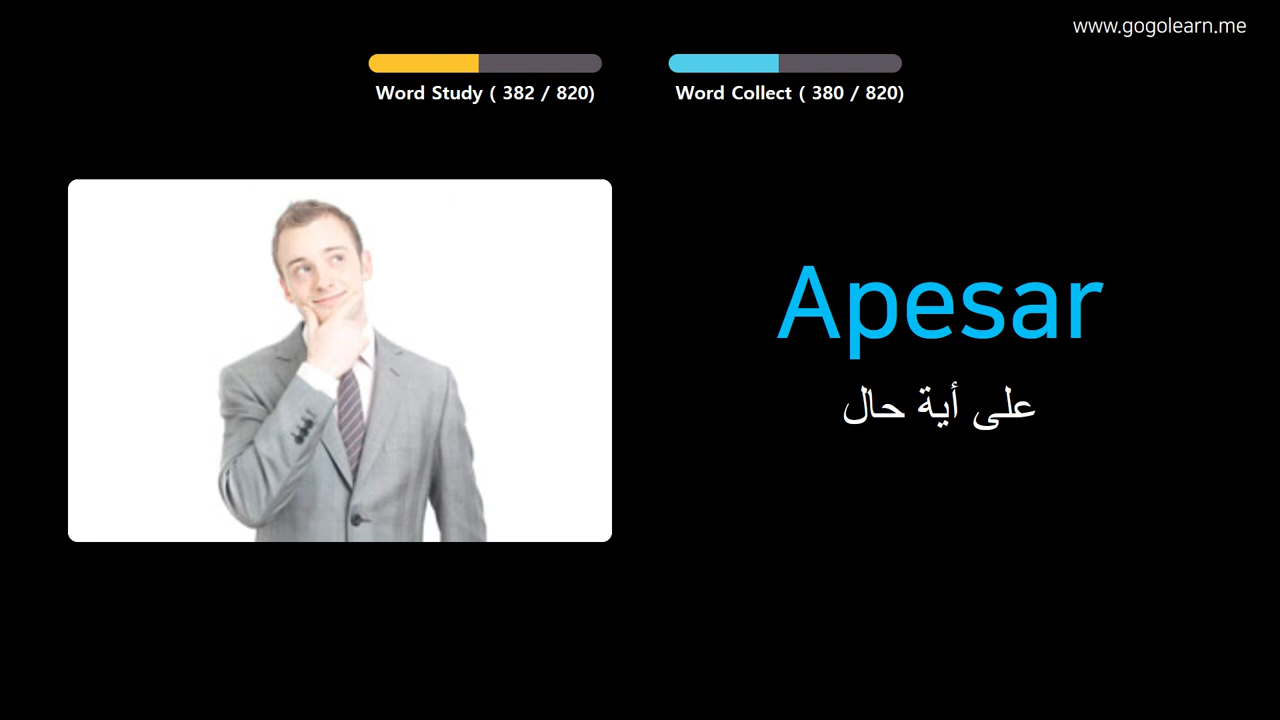 www.gogolearn.me
Word Study ( 382 / 820)
Word Collect ( 380 / 820)
Apesar
على أية حال